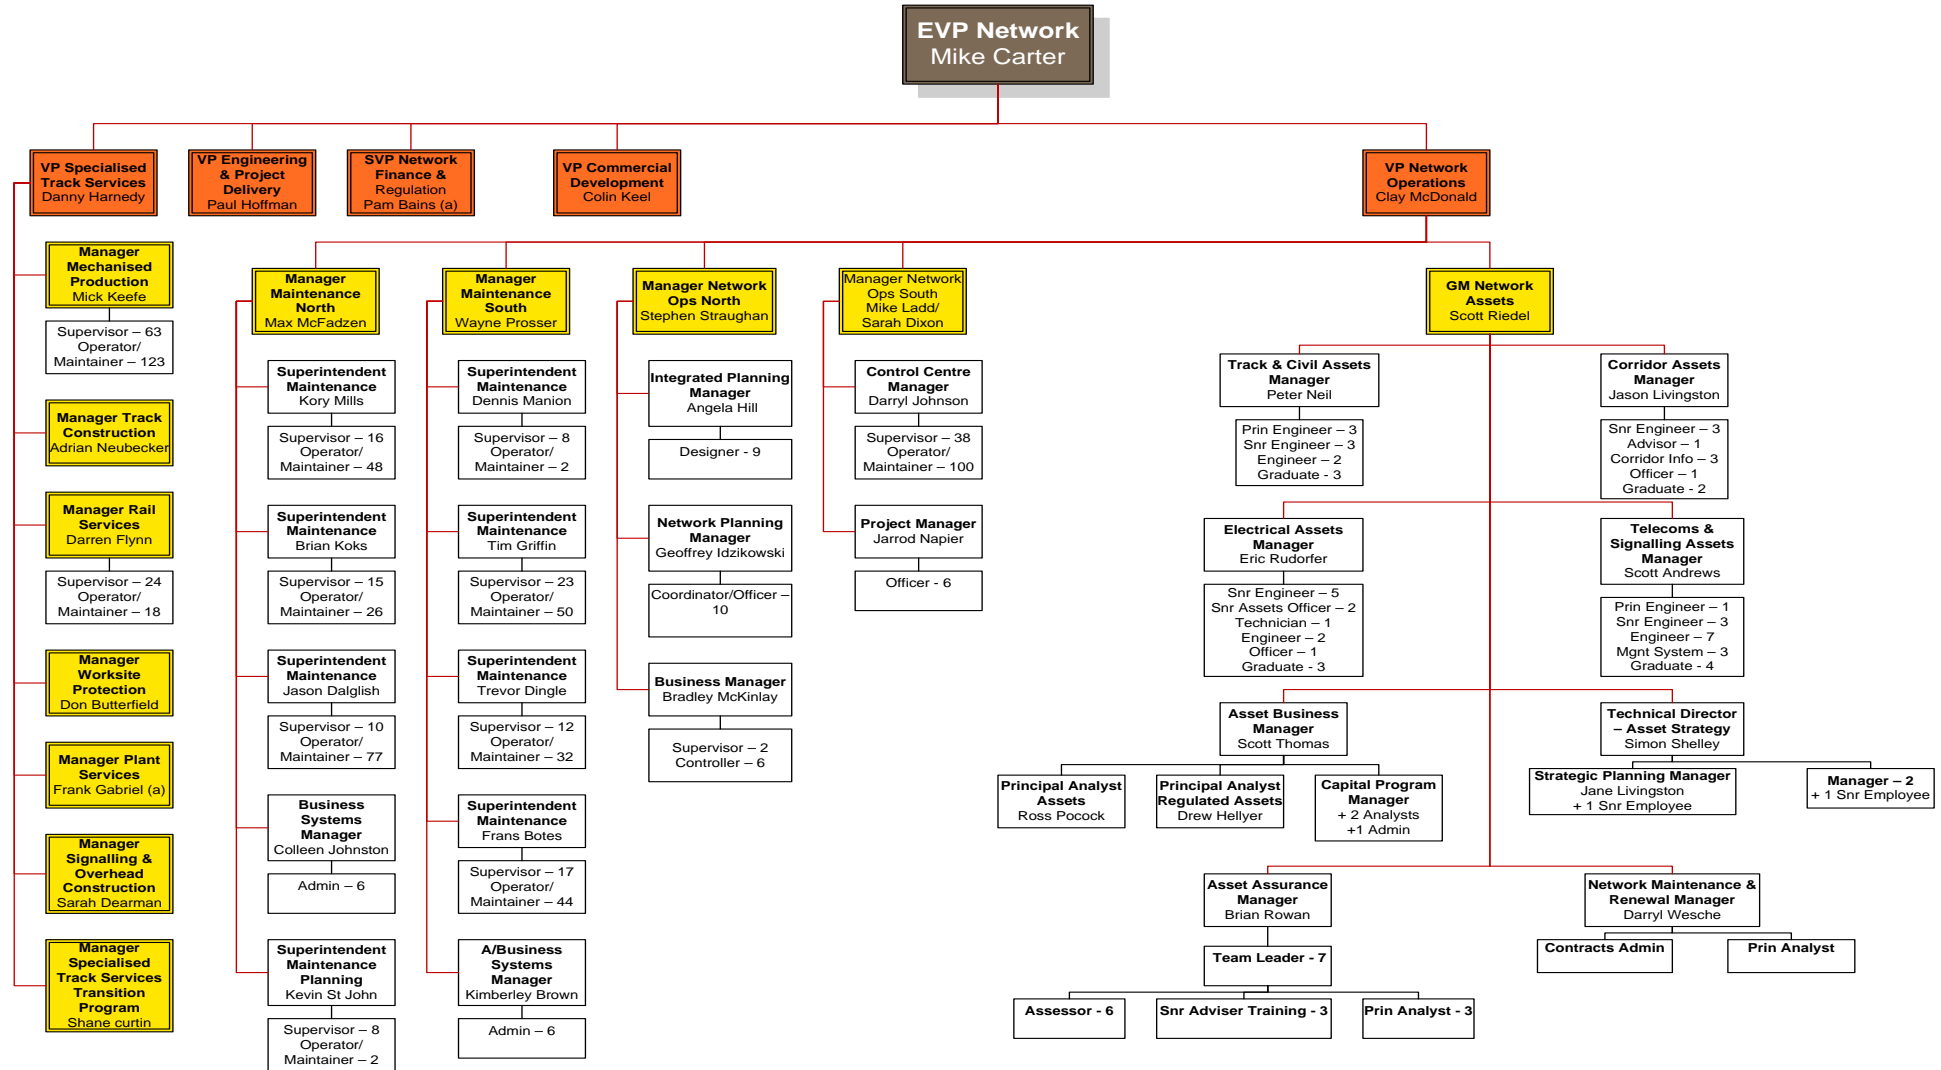 EVP Network
Mike Carter
VP Specialised
Track Services
Danny Harnedy
VP Engineering
& Project
Delivery
Paul Hoffman
SVP Network
Finance &
Regulation
Pam Bains (a)
VP Commercial
Development
Colin Keel
VP Network
Operations
Clay McDonald
Manager
Mechanised
Production
Mick Keefe
Supervisor – 63
Operator/
Maintainer – 123
Manager Track
Construction
Adrian Neubecker
Manager Rail
Services
Darren Flynn
Supervisor – 24
Operator/
Maintainer – 18
Manager
Worksite
Protection
Don Butterfield
Manager Plant
Services
Frank Gabriel (a)
Manager
Signalling &
Overhead
Construction
Sarah Dearman
Manager
Specialised
Track Services
Transition
Program
Shane curtin
Manager
Maintenance
North
Max McFadzen
Superintendent
Maintenance
Kory Mills
Supervisor – 16
Operator/
Maintainer – 48
Superintendent
Maintenance
Brian Koks
Supervisor – 15
Operator/
Maintainer – 26
Superintendent
Maintenance
Jason Dalglish
Supervisor – 10
Operator/
Maintainer – 77
Business
Systems
Manager
Colleen Johnston
Admin – 6
Superintendent
Maintenance
Planning
Kevin St John
Supervisor – 8
Operator/
Maintainer – 2
Manager
Maintenance
South
Wayne Prosser
Superintendent
Maintenance
Dennis Manion
Supervisor – 8
Operator/
Maintainer – 2
Superintendent
Maintenance
Tim Griffin
Supervisor – 23
Operator/
Maintainer – 50
Superintendent
Maintenance
Trevor Dingle
Supervisor – 12
Operator/
Maintainer – 32
Superintendent
Maintenance
Frans Botes
Supervisor – 17
Operator/
Maintainer – 44
A/Business
Systems
Manager
Kimberley Brown
Admin – 6
Manager Network
Ops North
Stephen Straughan
Integrated Planning
Manager
Angela Hill
Designer - 9
Network Planning
Manager
Geoffrey Idzikowski
Coordinator/Officer –
10
Business Manager
Bradley McKinlay
Supervisor – 2
Controller – 6
Manager Network
Ops South
Mike Ladd/
Sarah Dixon
Control Centre
Manager
Darryl Johnson
Supervisor – 38
Operator/
Maintainer – 100
Project Manager
Jarrod Napier
Officer - 6
GM Network
Assets
Scott Riedel
Track & Civil Assets
Manager
Peter Neil
Prin Engineer – 3
Snr Engineer – 3
Engineer – 2
Graduate - 3
Corridor Assets
Manager
Jason Livingston
Snr Engineer – 3
Advisor – 1
Corridor Info – 3
Officer – 1
Graduate - 2
Electrical Assets
Manager
Eric Rudorfer
Snr Engineer – 5
Snr Assets Officer – 2
Technician – 1
Engineer – 2
Officer – 1
Graduate - 3
Telecoms &
Signalling Assets
Manager
Scott Andrews
Prin Engineer – 1
Snr Engineer – 3
Engineer – 7
Mgnt System – 3
Graduate - 4
Asset Business
Manager
Scott Thomas
Principal Analyst
Assets
Ross Pocock
Principal Analyst
Regulated Assets
Drew Hellyer
Capital Program
Manager
+ 2 Analysts
+1 Admin
Technical Director
– Asset Strategy
Simon Shelley
Strategic Planning Manager
Jane Livingston
+ 1 Snr Employee
Manager – 2
+ 1 Snr Employee
Asset Assurance
Manager
Brian Rowan
Team Leader - 7
Assessor - 6
Snr Adviser Training - 3
Prin Analyst - 3
Network Maintenance &
Renewal Manager
Darryl Wesche
Contracts Admin
Prin Analyst